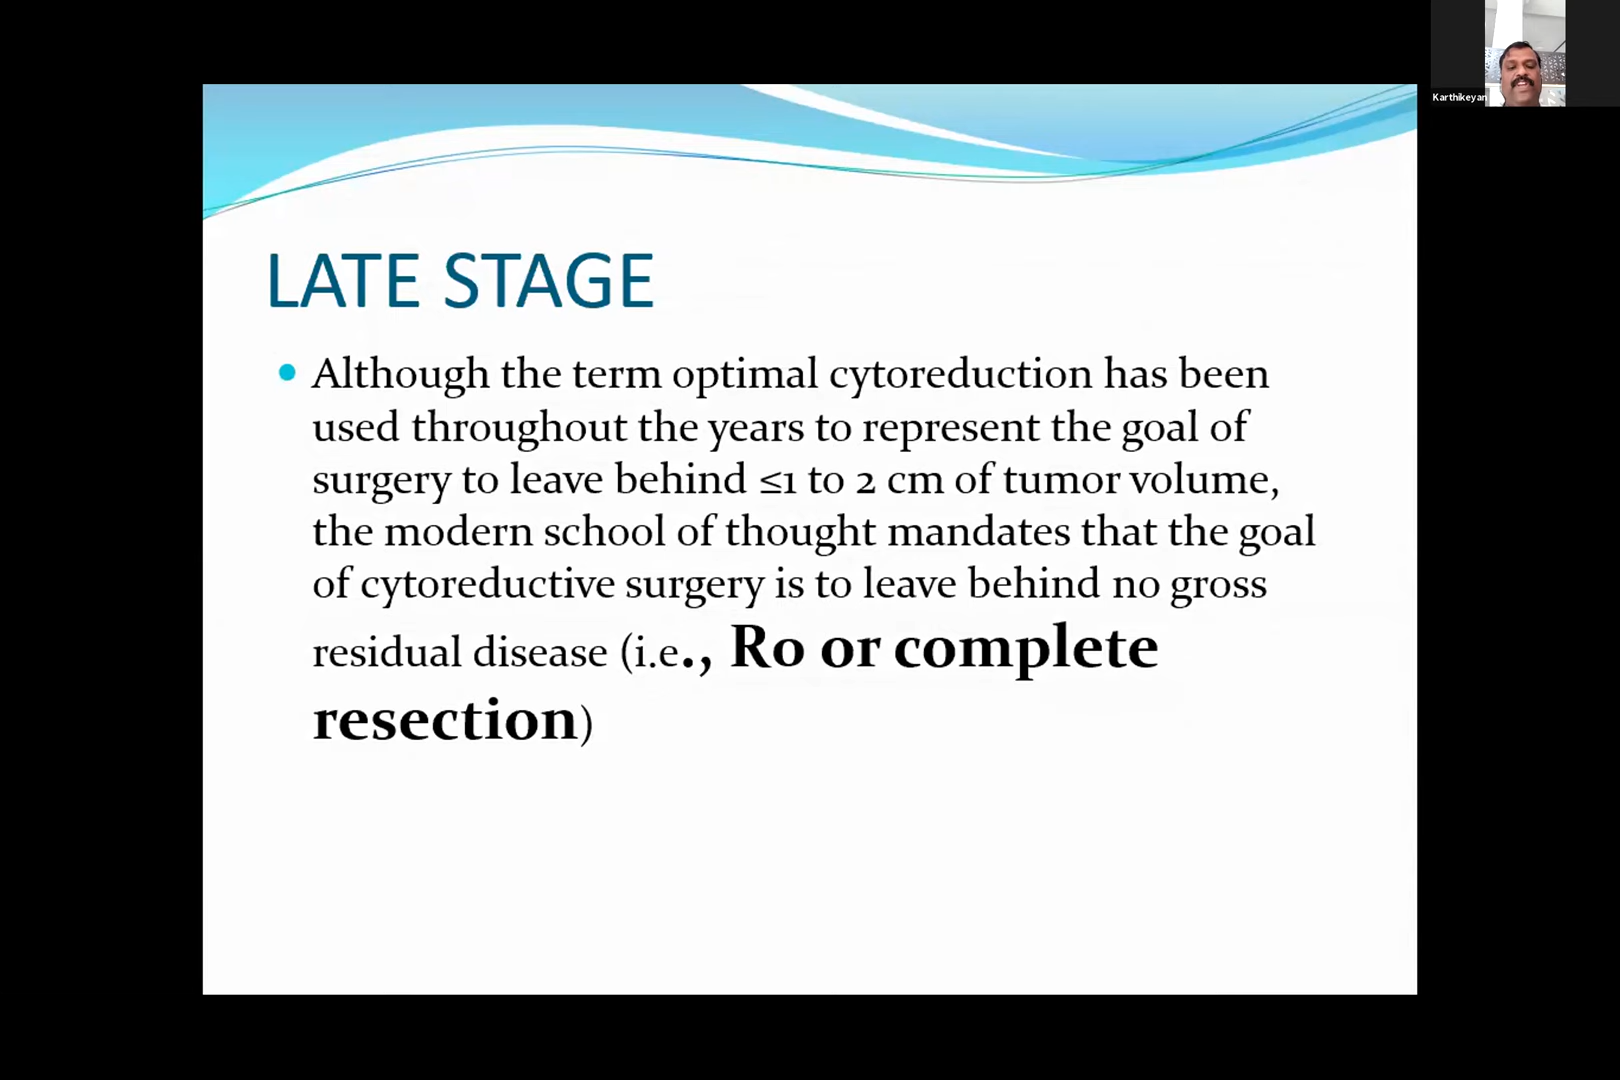 Karthikeyan
LATE STAGE
• Although the term optimal cytoreduction has been
used throughout the years to represent the goal of
surgery to leave behind ≤1 to 2 cm of tumor volume,
the modern school of thought mandates that the goal
of cytoreductive surgery is to leave behind no gross
residual disease (i.e., R0 or complete
resection)